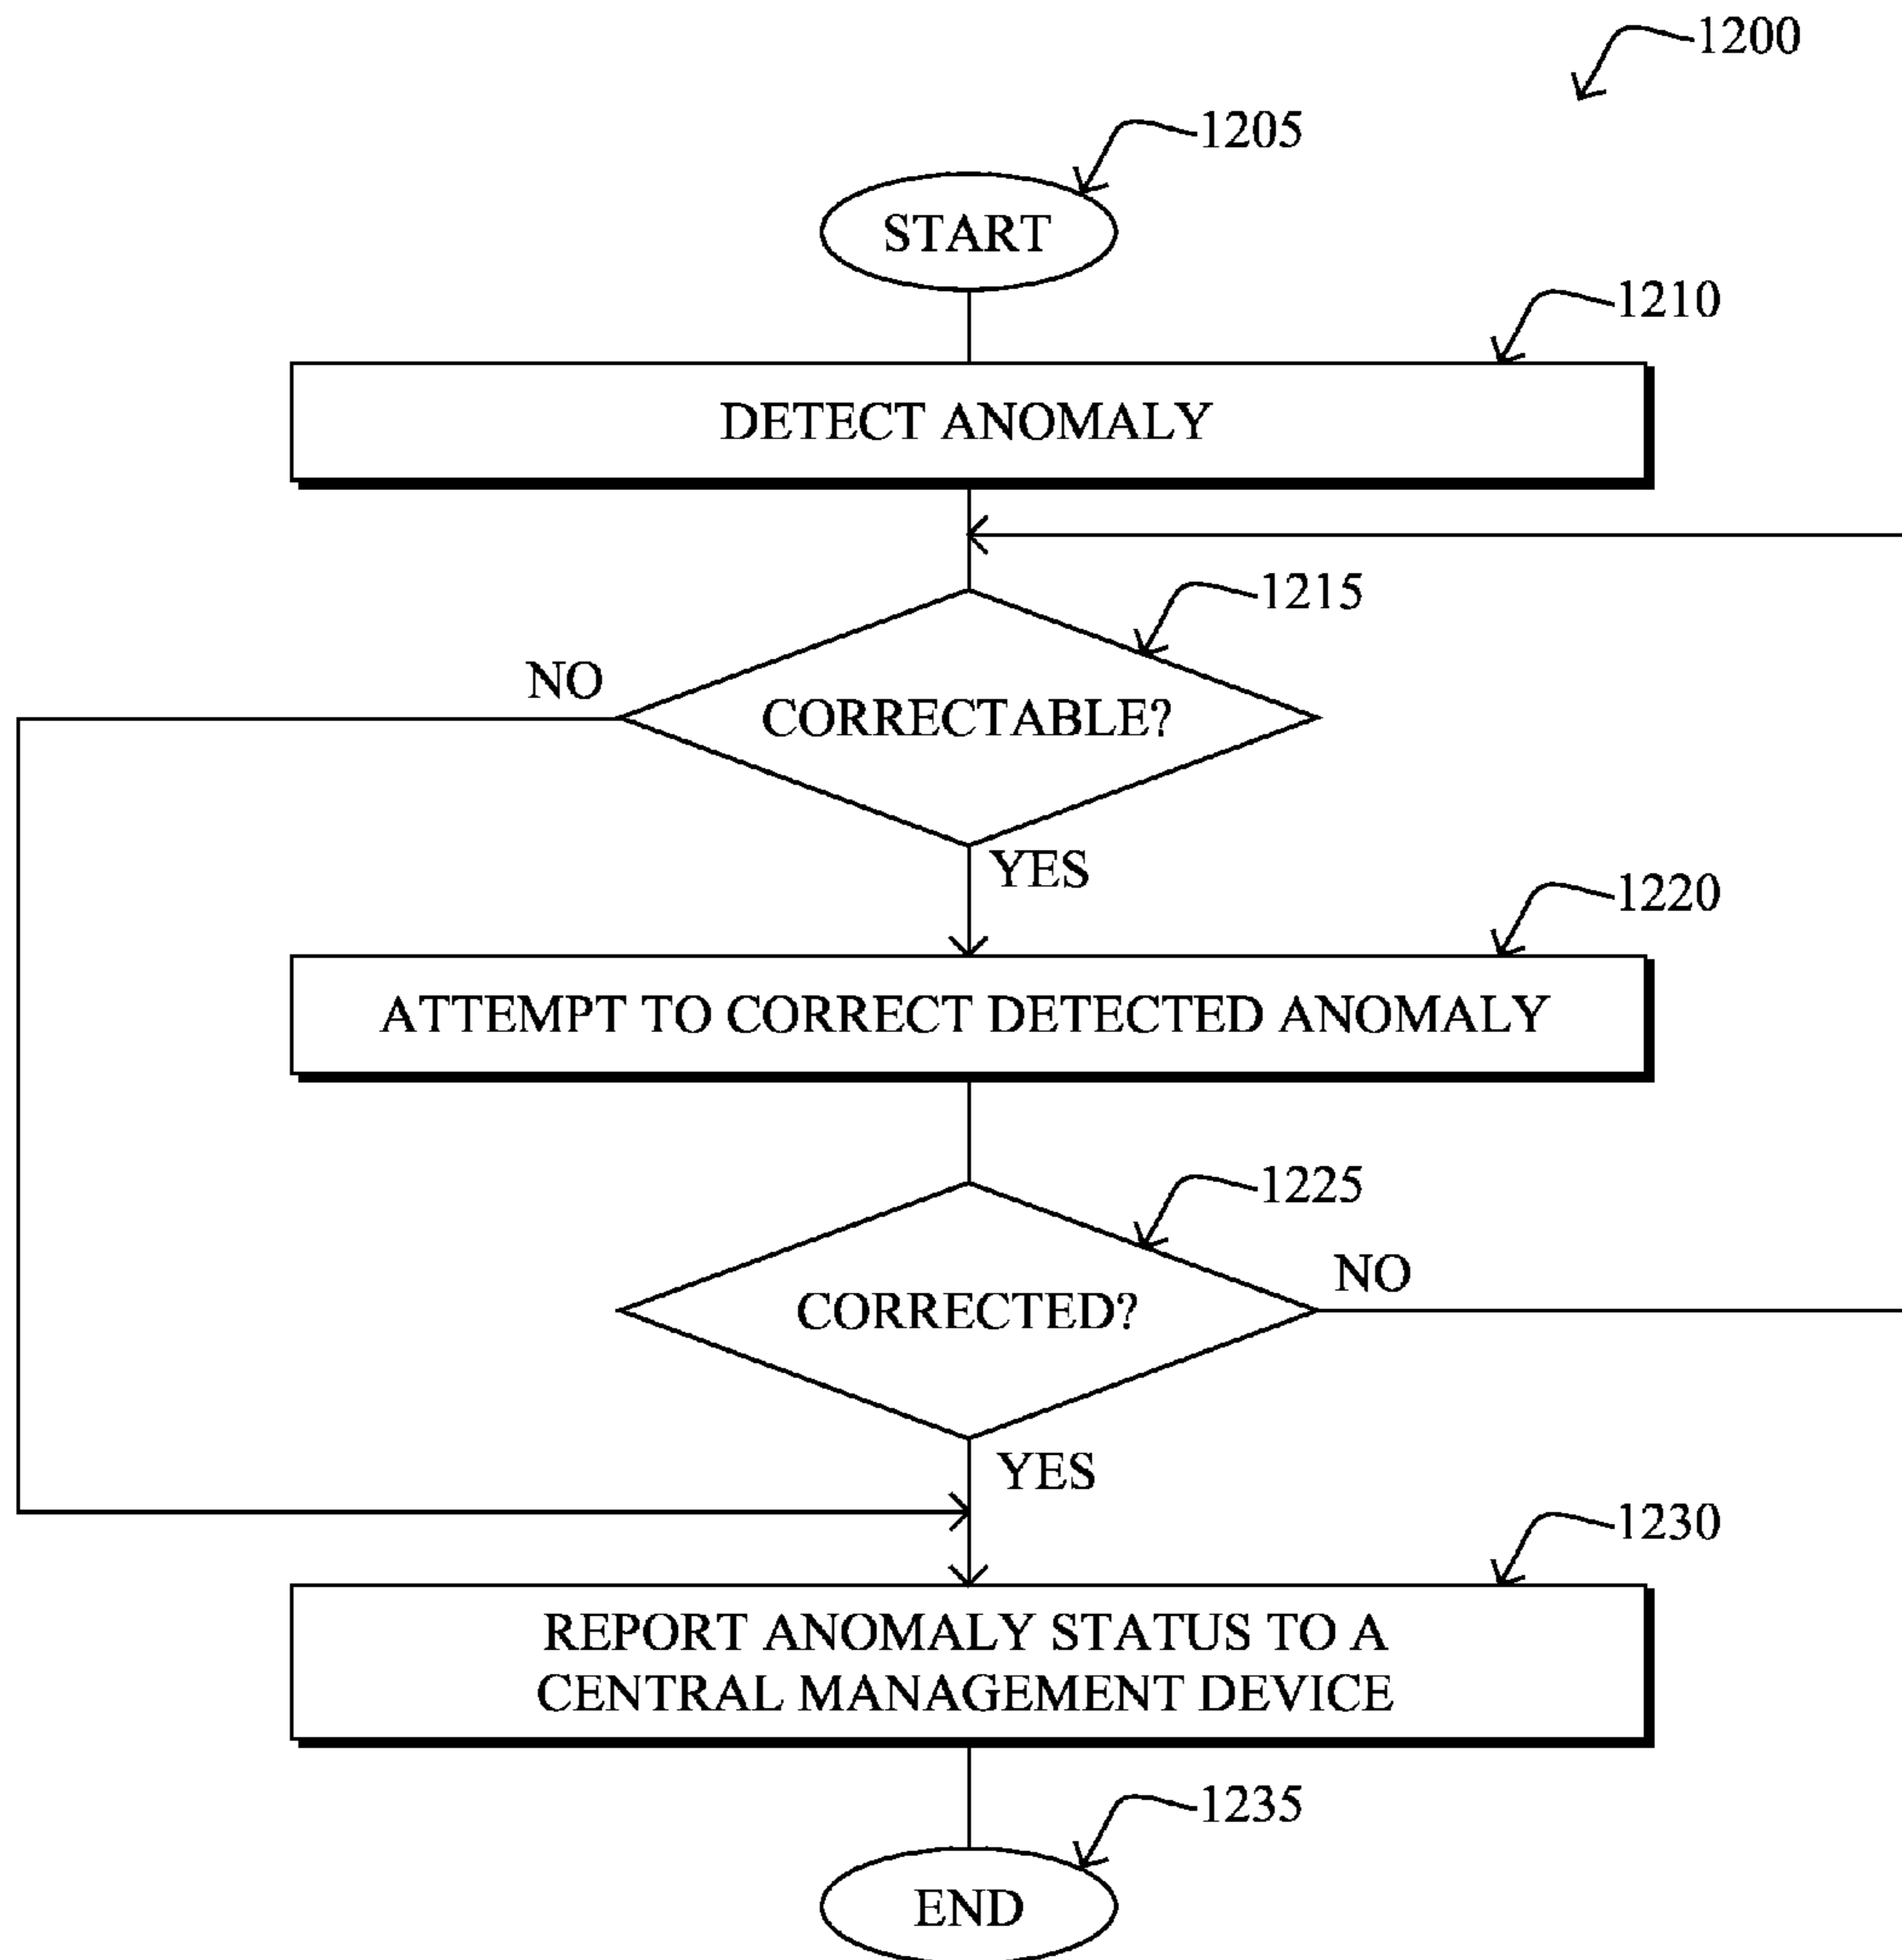 1200
1205
START
1210
DETECT ANOMALY
1215
NO
CORRECTABLE?
YES
1220
ATTEMPT TO CORRECT DETECTED ANOMALY
1225
NO
CORRECTED?
YES
1230
REPORT ANOMALY STATUS TO A
CENTRAL MANAGEMENT DEVICE
1235
END